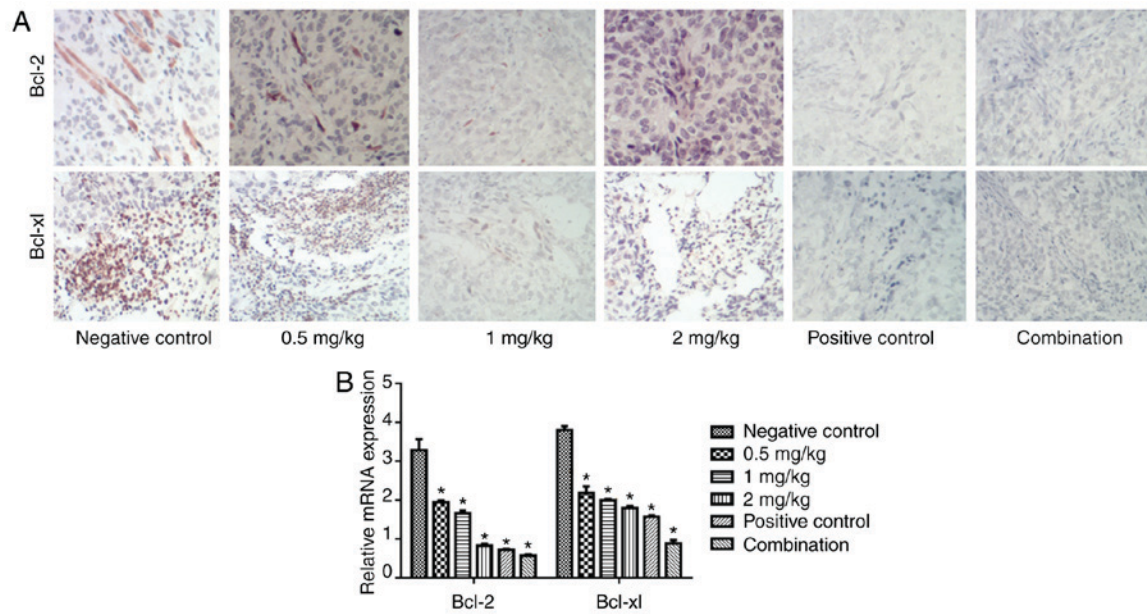 A
Bcl-2
Bcl-xl
Negative control 0.5 mg/kg 1 mg/kg 2 mg/kg Positive control Combination
B
Relative mRNA expression
5
4
3
2
1
0
* * * * *
* * * * *
Bcl-2 Bcl-xl
Negative control
0.5 mg/kg
1 mg/kg
2 mg/kg
Positive control
Combination